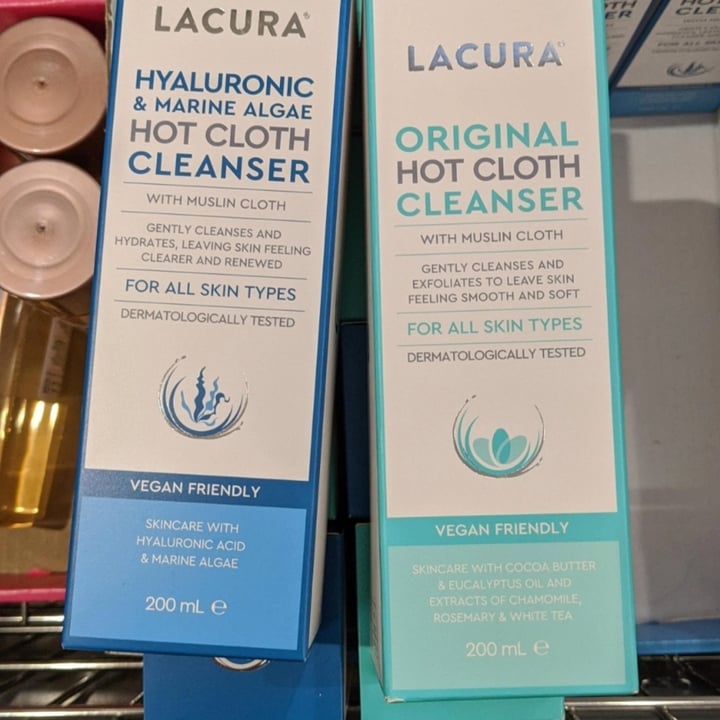 LACURA
HYALURONIC
& MARINE ALGAE
HOT CLOTH
CLEANSER
WITH MUSLIN CLOTH
GENTLY CLEANSES AND
HYDRATES, LEAVING SKIN FEELING
CLEARER AND RENEWED
FOR ALL SKIN TYPES
DERMATOLOGICALLY TESTED
VEGAN FRIENDLY
SKINCARE WITH
HYALURONIC ACID
& MARINE ALGAE
200 mL e
LACURA
ORIGINAL
HOT CLOTH
CLEANSER
WITH MUSLIN CLOTH
GENTLY CLEANSES AND
EXFOLIATES TO LEAVE SKIN
FEELING SMOOTH AND SOFT
FOR ALL SKIN TYPES
DERMATOLOGICALLY TESTED
VEGAN FRIENDLY
SKINCARE WITH COCOA BUTTER
& EUCALYPTUS OIL AND
EXTRACTS OF CHAMOMILE,
ROSEMARY & WHITE TEA
200 mL e
CLEANSER
FOR ALL SKIN